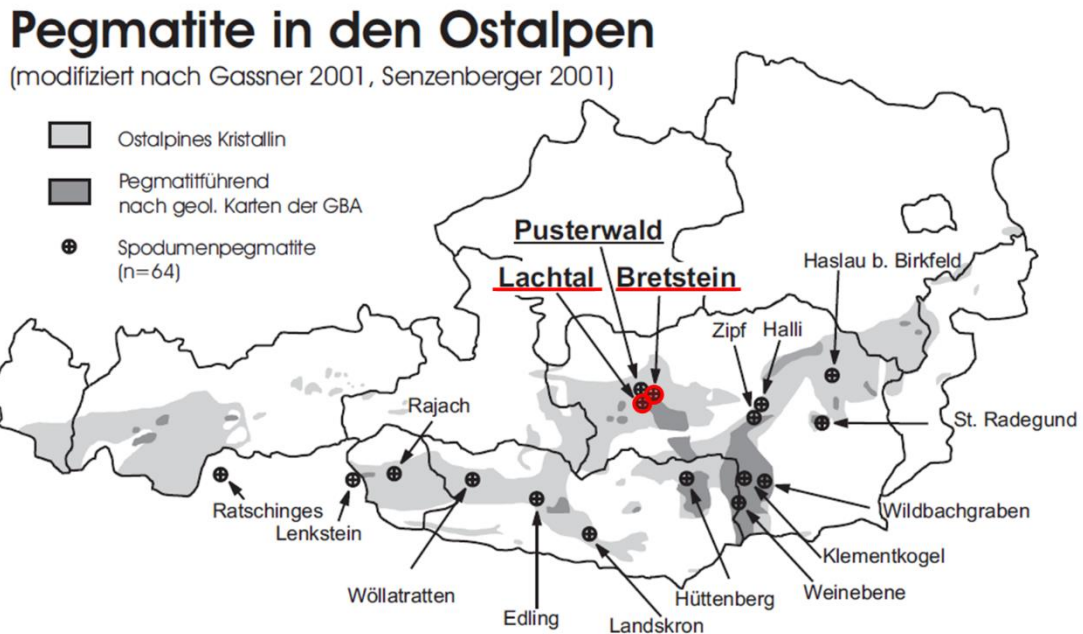 Pegmatite in den Ostalpen
(modifiziert nach Gassner 2001, Senzenberger 2001)
Ostalpines Kristallin
Pegmatitführend
nach geol. Karten der GBA
Spodumenpegmatite
(n=64)
Pusterwald
Lachtal
Bretstein
Haslau b. Birkfeld
Zipf
Halli
Rajach
St. Radegund
Ratschinges
Lenkstein
Wildbachgraben
Klementkogel
Wöllatratten
Hüttenberg
Weinebene
Edling
Landskron